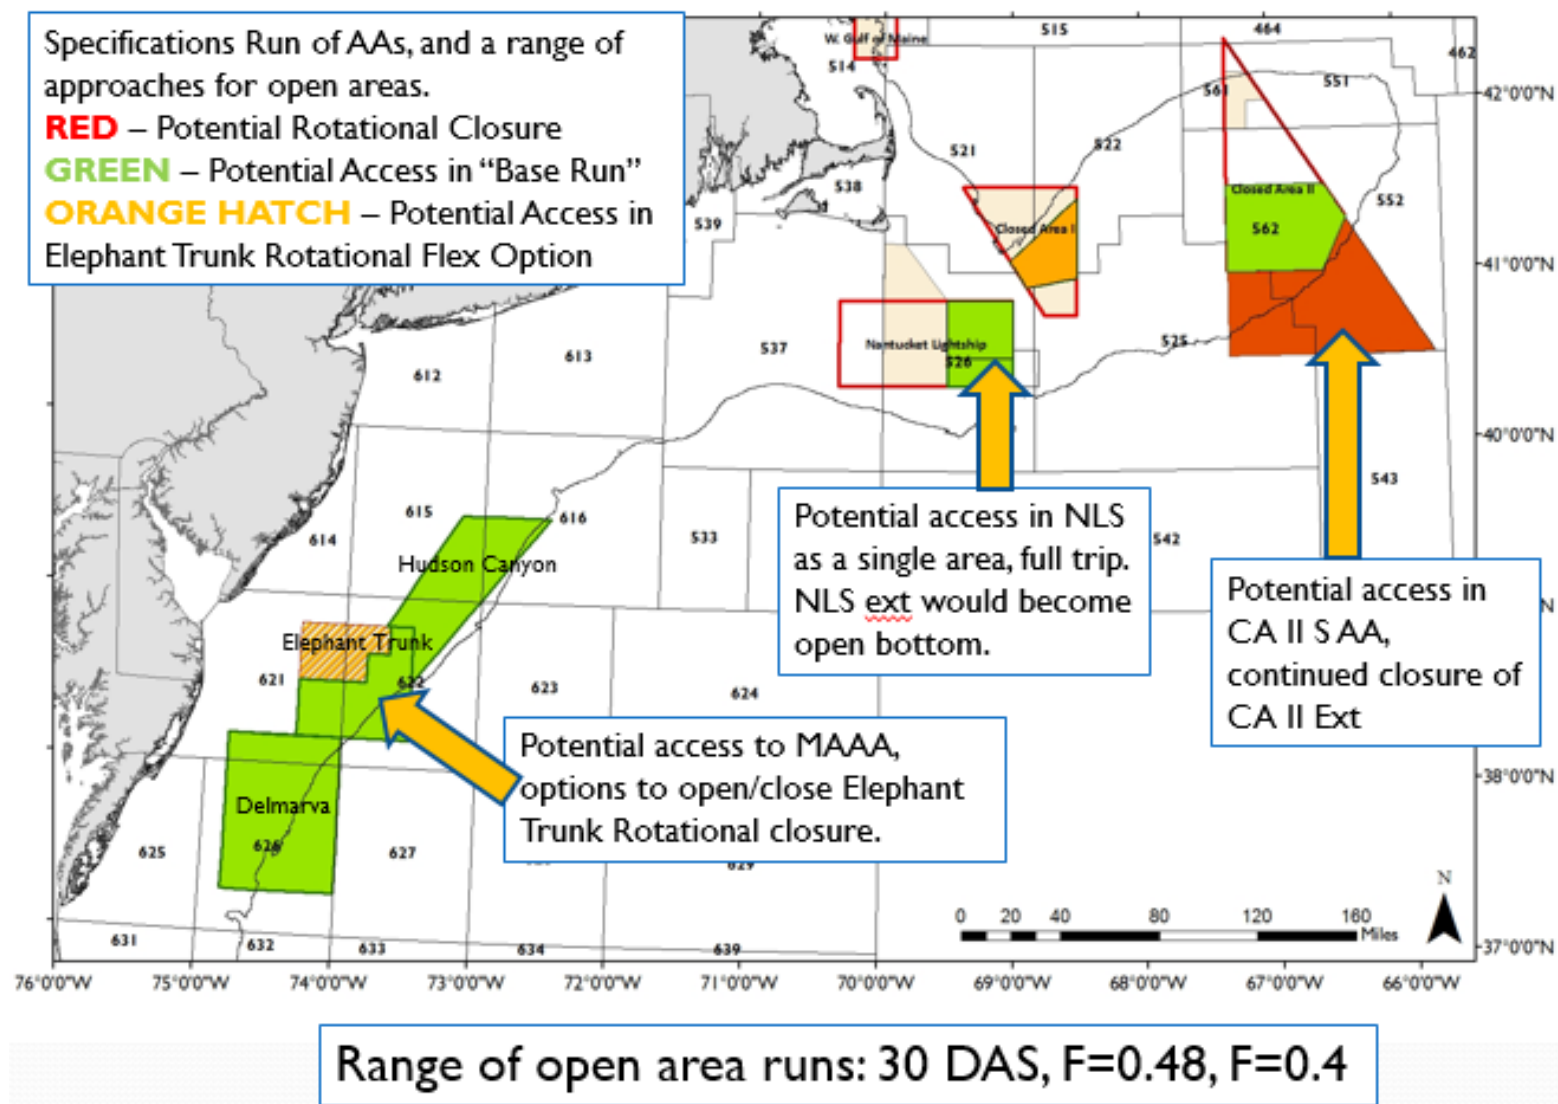 Specifications Run of AAs, and a range of
approaches for open areas.
RED – Potential Rotational Closure
GREEN – Potential Access in “Base Run”
ORANGE HATCH – Potential Access in
Elephant Trunk Rotational Flex Option
W. Gulf of Maine
515
464
462
514
561
551
42°0'0"N
521
522
538
Closed Area II
552
539
Closed Area I
562
41°0'0"N
537
Nantucket Lightship
525
526
613
612
40°0'0"N
543
615
616
614
533
542
Hudson Canyon
Potential access in NLS
as a single area, full trip.
NLS ext would become
open bottom.
Potential access in
CA II S AA,
continued closure of
CA II Ext
N
Elephant Trunk
621
622
623
624
Potential access to MAAA,
options to open/close Elephant
Trunk Rotational closure.
38°0'0"N
Delmarva
625
626
627
629
N
0 20 40 80 120 160
Miles
631
632
633
634
639
37°0'0"N
76°0'0"W 75°0'0"W 74°0'0"W 73°0'0"W 72°0'0"W 71°0'0"W 70°0'0"W 69°0'0"W 68°0'0"W 67°0'0"W 66°0'0"W
Range of open area runs: 30 DAS, F=0.48, F=0.4